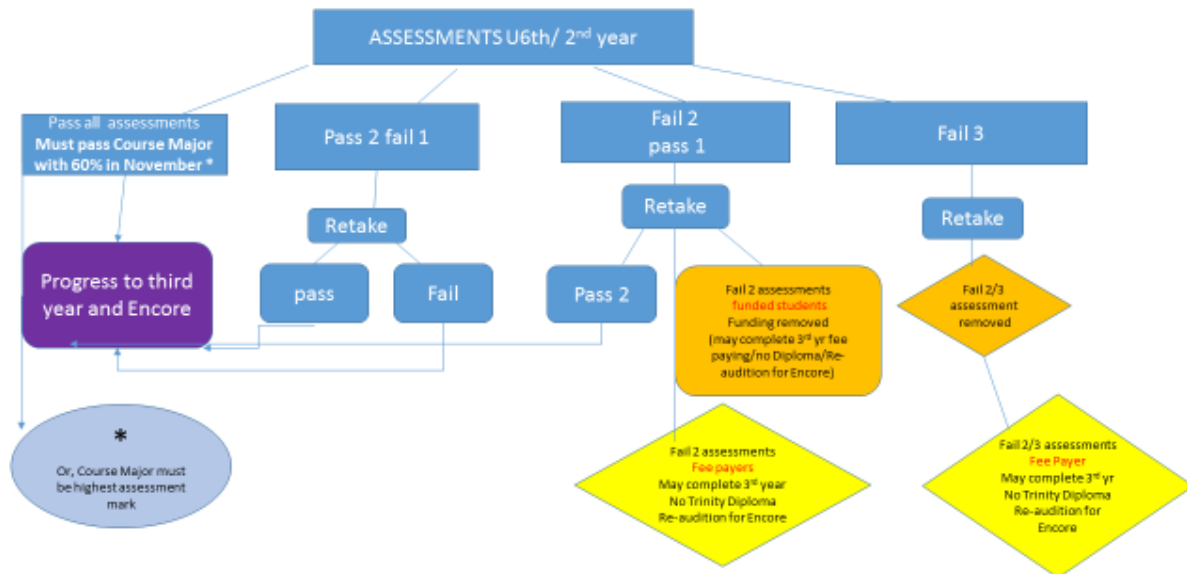 ASSESSMENTS U6th/ 2nd year
Pass all assessments
Must pass Course Major
with 60% in November *
Pass 2 fail 1
Fail 2
pass 1
Fail 3
Retake
Retake
Retake
Progress to third
year and Encore
pass
Fail
Pass 2
Fail 2 assessments
funded students
Funding removed
(may complete 3rd yr fee
paying/no Diploma/Re-
audition for Encore)
Fail 2/3
assessment
removed
*
Or, Course Major must
be highest assessment
mark
Fail 2 assessments
Fee payers
May complete 3rd year
No Trinity Diploma
Re-audition for Encore
Fail 2/3 assessments
Fee Payer
May complete 3rd yr
No Trinity Diploma
Re-audition for
Encore